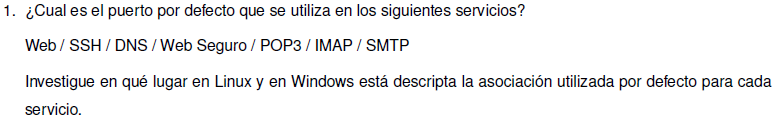 1. ¿Cual es el puerto por defecto que se utiliza en los siguientes servicios?
Web / SSH / DNS / Web Seguro / POP3 / IMAP / SMTP
Investigue en qué lugar en Linux y en Windows está descripta la asociación utilizada por defecto para cada
servicio.